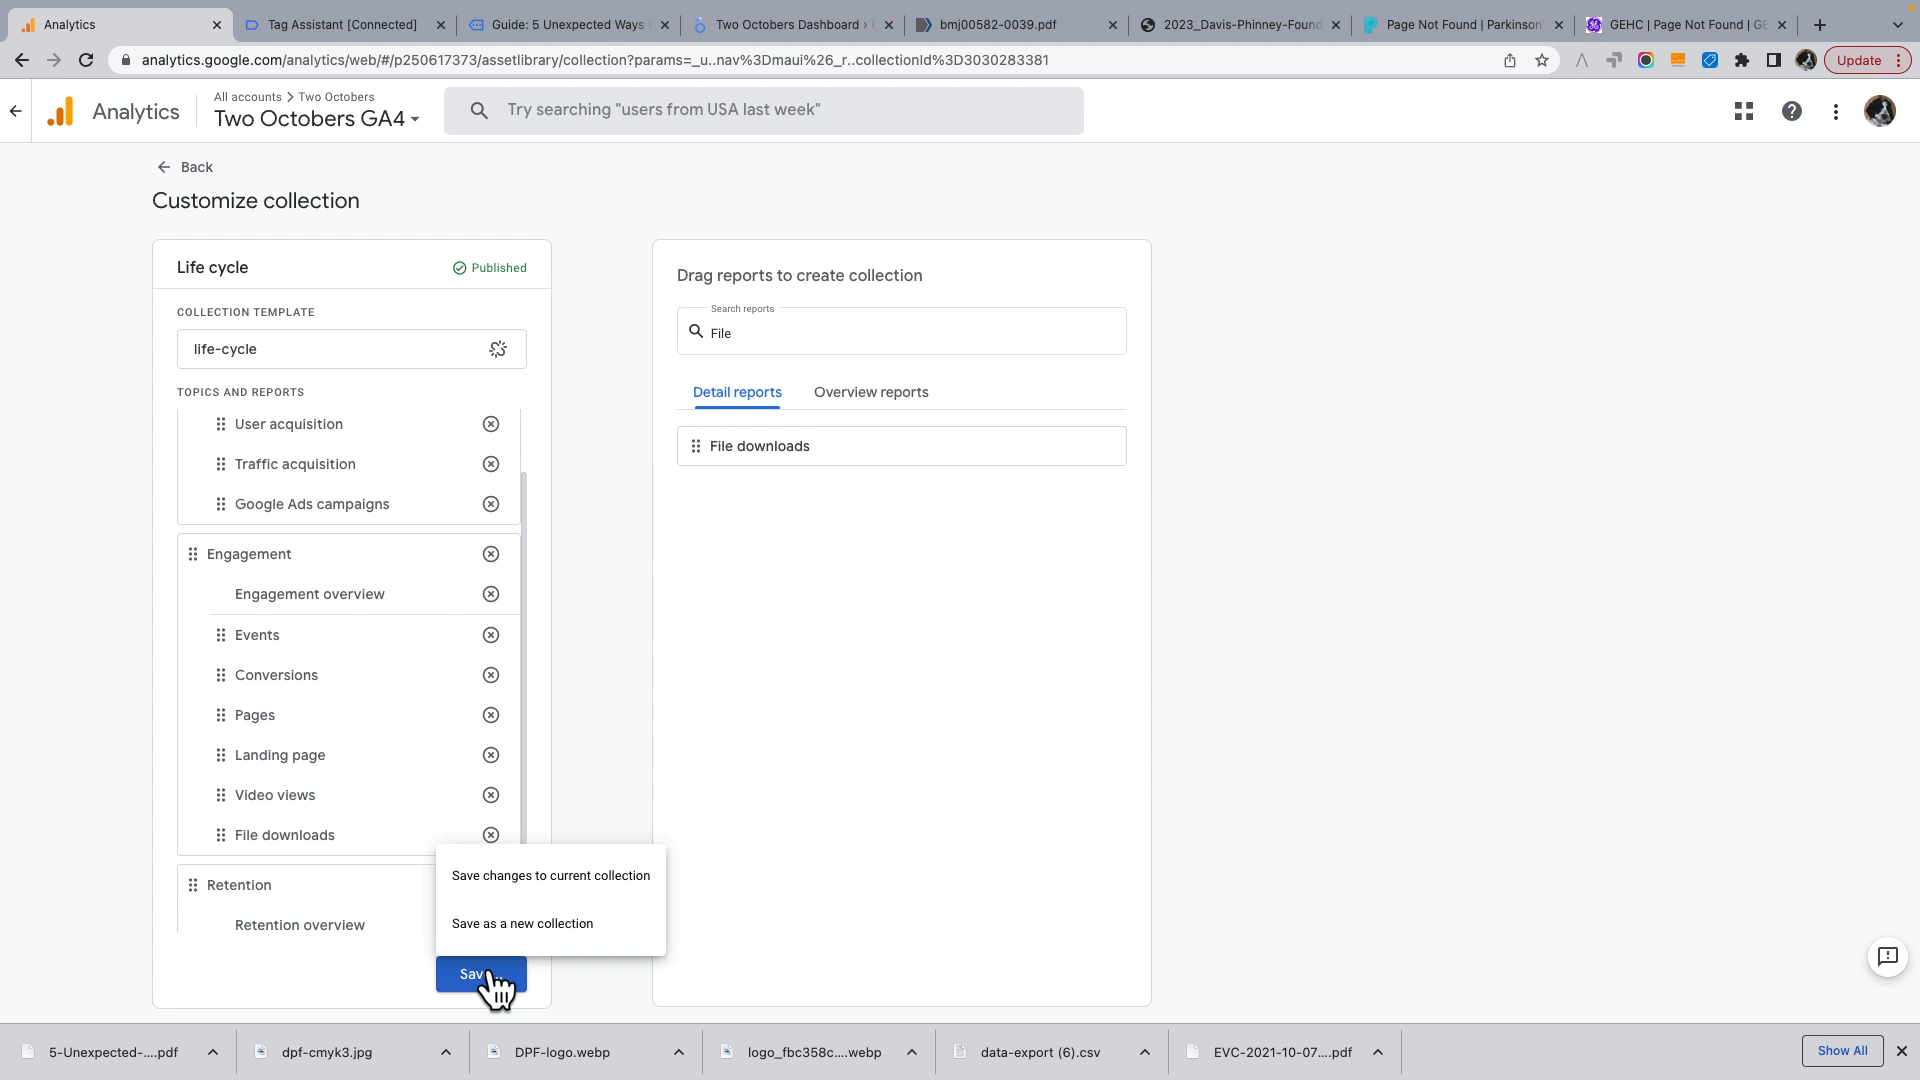 Analytics
Tag Assistant [Connected]
Guide: 5 Unexpected Ways
Two Octobers Dashboard ›
bmj00582-0039.pdf
2023_Davis-Phinney-Found
Page Not Found | Parkinson'
GEHC | Page Not Found | GE
analytics.google.com/analytics/web/#/p250617373/assetlibrary/collection?params=_u..nav%3Dmaui%26_r..collectionId%3D3030283381
Update
Analytics
All accounts > Two Octobers
Two Octobers GA4
Try searching "users from USA last week"
Back
Customize collection
Life cycle
Published
COLLECTION TEMPLATE
life-cycle
TOPICS AND REPORTS
User acquisition
Traffic acquisition
Google Ads campaigns
Engagement
Engagement overview
Events
Conversions
Pages
Landing page
Video views
File downloads
Retention
Retention overview
Save changes to current collection
Save as a new collection
Drag reports to create collection
Search reports
File
Detail reports
Overview reports
File downloads
5-Unexpected-....pdf
dpf-cmyk3.jpg
DPF-logo.webp
logo_fbc358c....webp
data-export (6).csv
EVC-2021-10-07....pdf
Show All